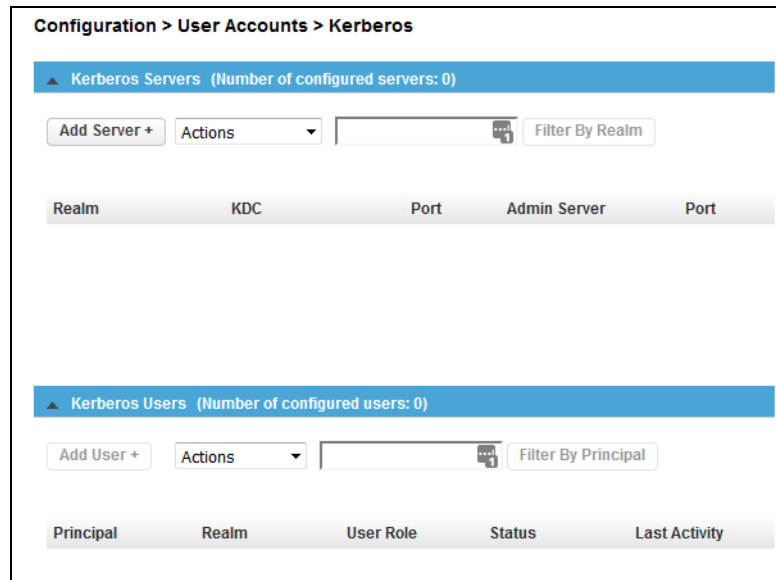 Configuration > User Accounts > Kerberos
Kerberos Servers (Number of configured servers: 0)
Add Server + Actions 1 Filter By Realm
Realm KDC Port Admin Server Port
Kerberos Users (Number of configured users: 0)
Add User + Actions 1 Filter By Principal
Principal Realm User Role Status Last Activity